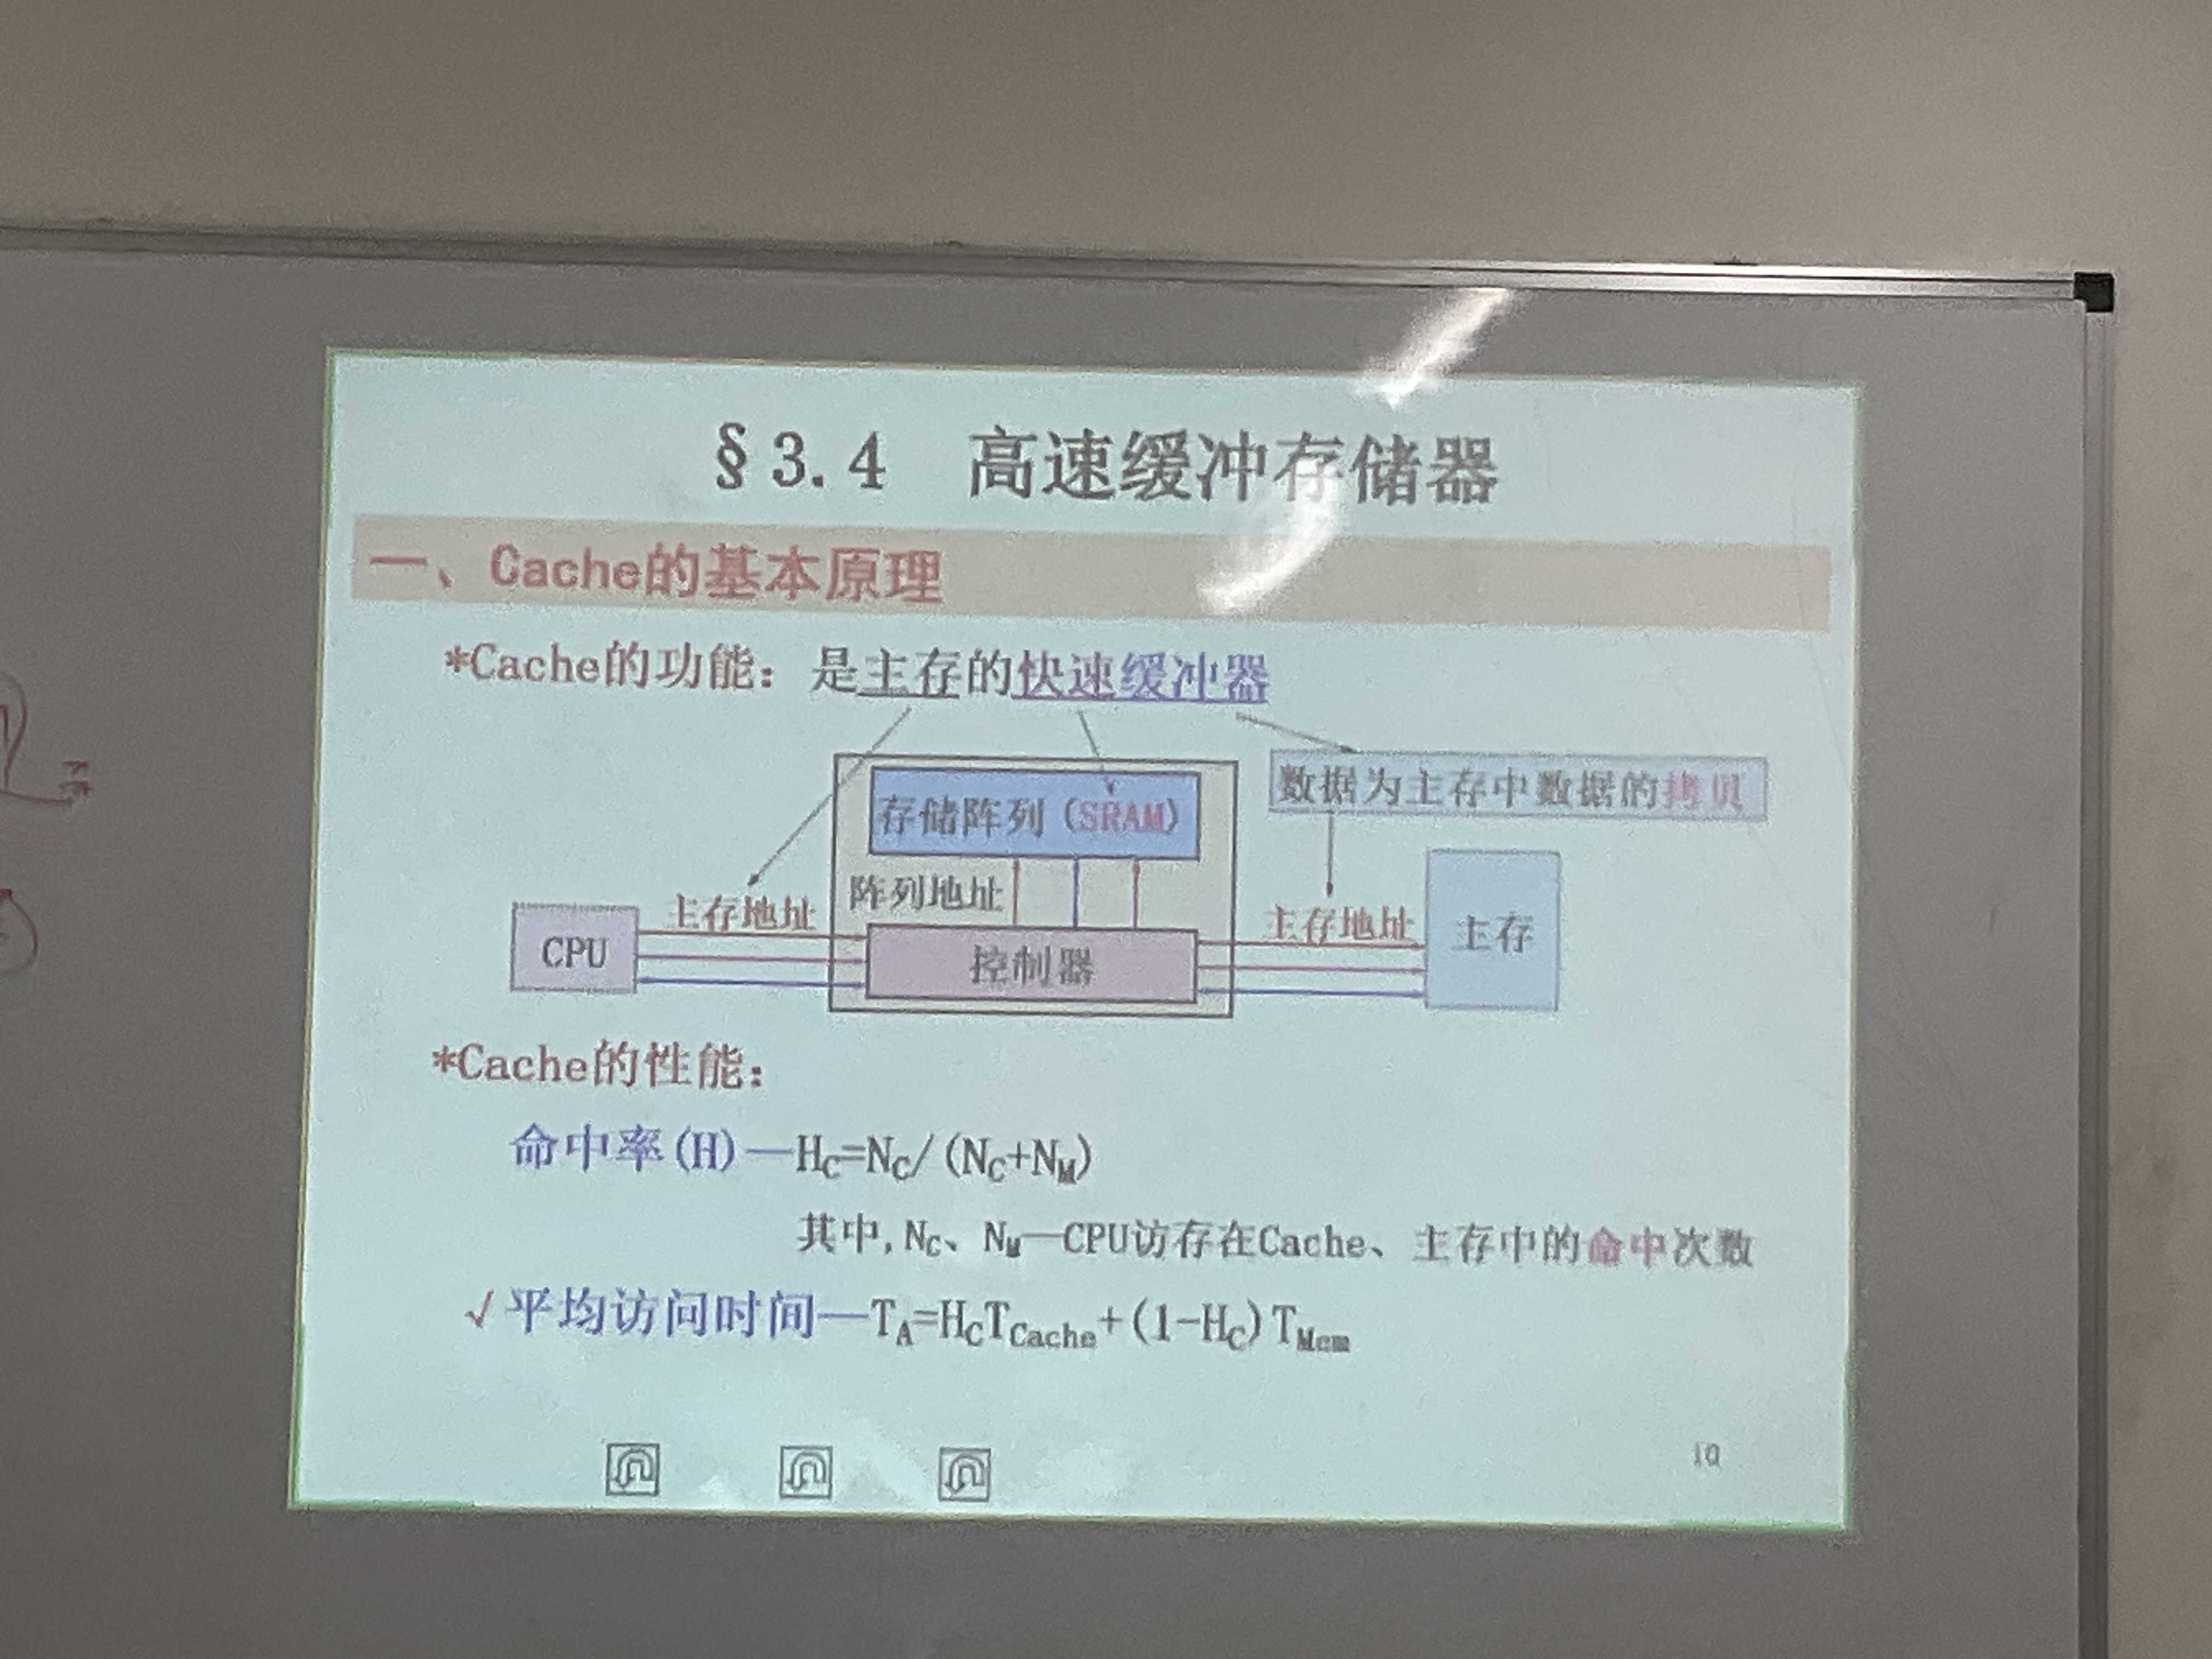 §3.4 高速缓冲存储器
一、Cache的基本原理
*Cache的功能：是主存的快速缓冲器
存储阵列(SRAM)
数据为主存中数据的拷贝
阵列地址
主存地址
主存地址
CPU
控制器
主存
*Cache的性能：
命中率(H)—H_C=N_C/(N_C+N_M)
其中,N_C、N_M—CPU访存在Cache、主存中的命中次数
√平均访问时间—T_A=H_CT_Cache+(1-H_C)T_Mem
10